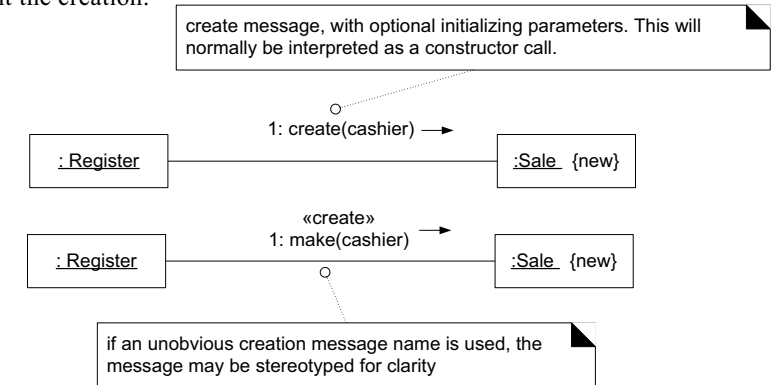 the creation.
create message, with optional initializing parameters. This will
normally be interpreted as a constructor call.
1: create(cashier)
: Register
:Sale {new}
«create»
1: make(cashier)
: Register
:Sale {new}
if an unobvious creation message name is used, the
message may be stereotyped for clarity